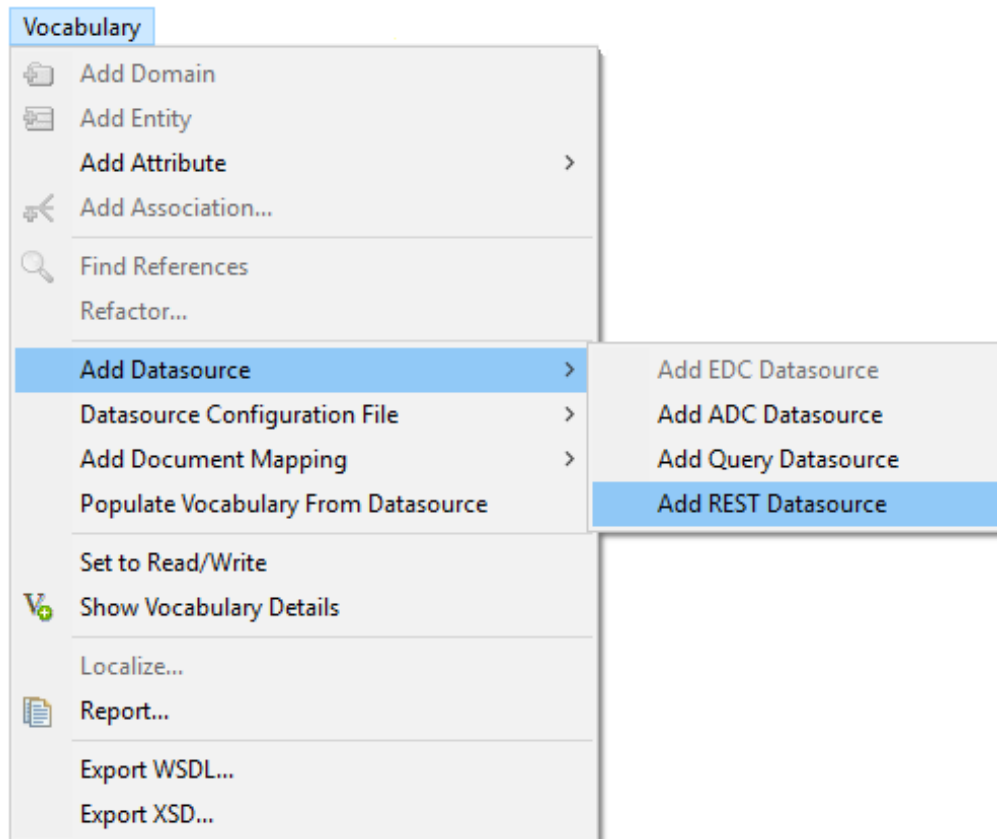 Vocabulary
Add Domain
Add Entity
Add Attribute
Add Association...
Find References
Refactor...
Add Datasource
Datasource Configuration File
Add Document Mapping
Populate Vocabulary From Datasource
Set to Read/Write
Show Vocabulary Details
Localize...
Report...
Export WSDL...
Export XSD...
Add EDC Datasource
Add ADC Datasource
Add Query Datasource
Add REST Datasource